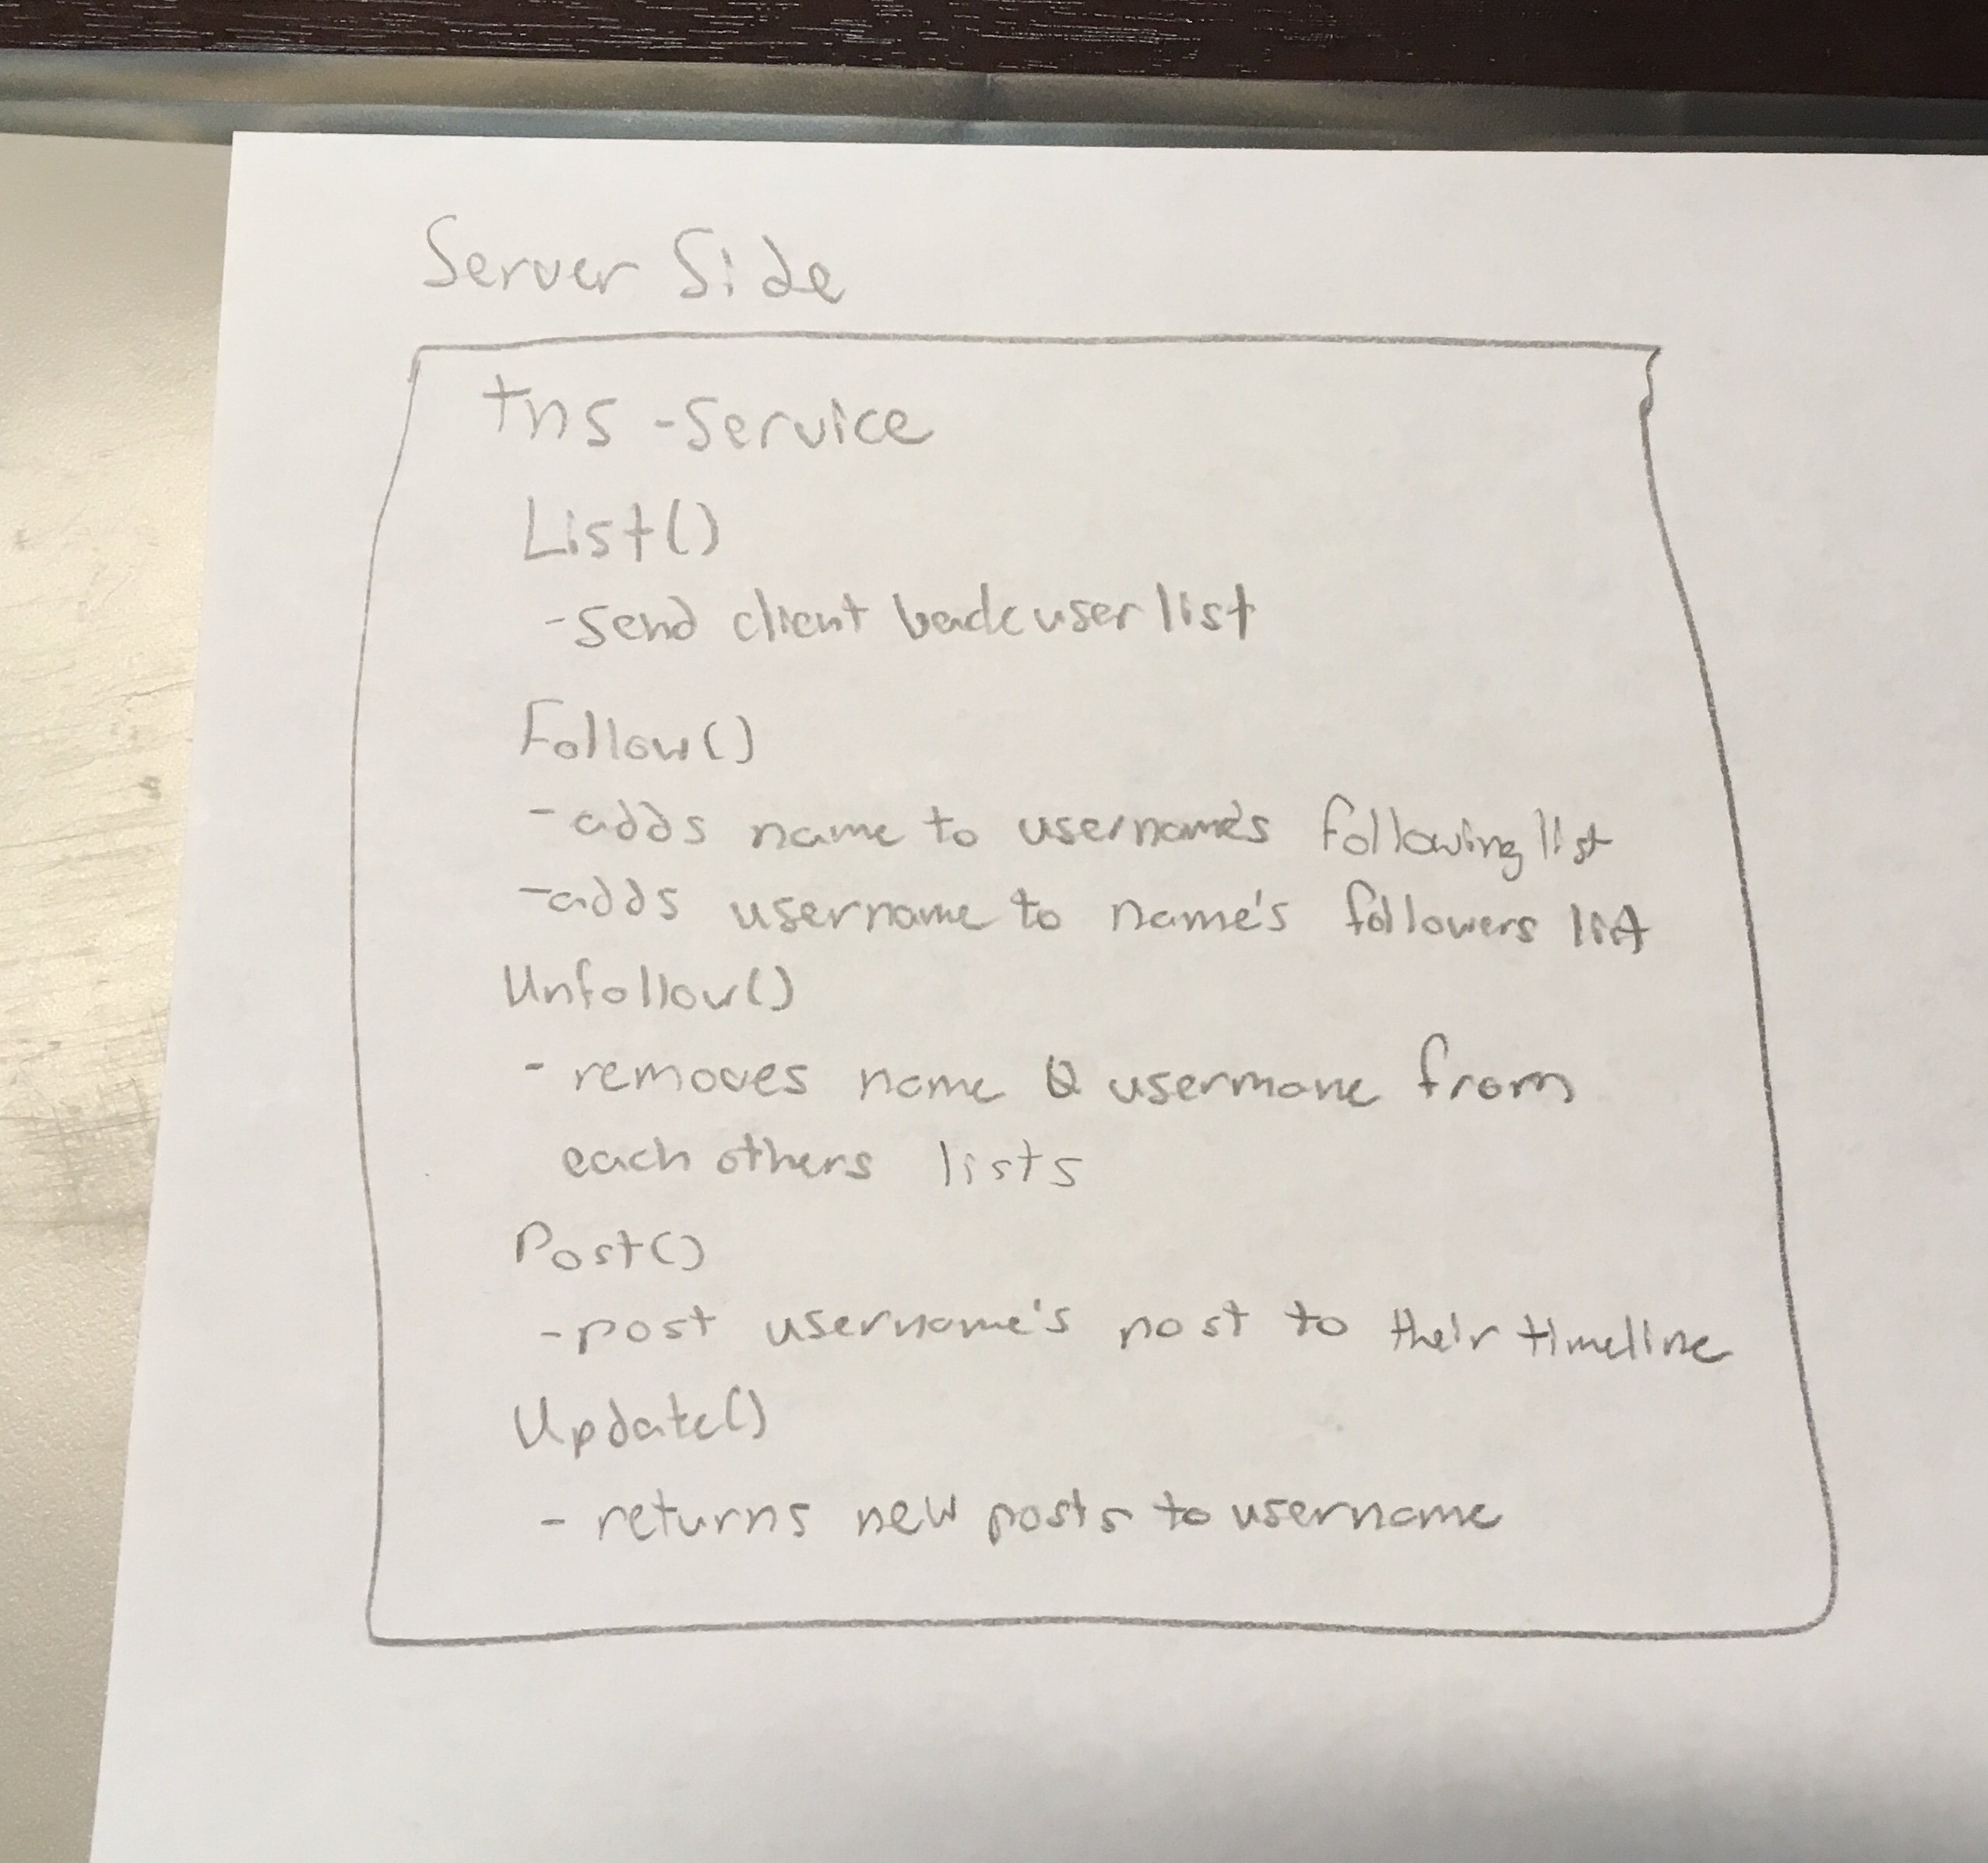 Server Side
tns -Service
List()
-Send client back user list
Follow()
-adds name to username's following list
-adds username to name's followers list
Unfollow()
- removes name & username from
each others lists
Post()
-post username's post to their timeline
Update()
- returns new posts to username